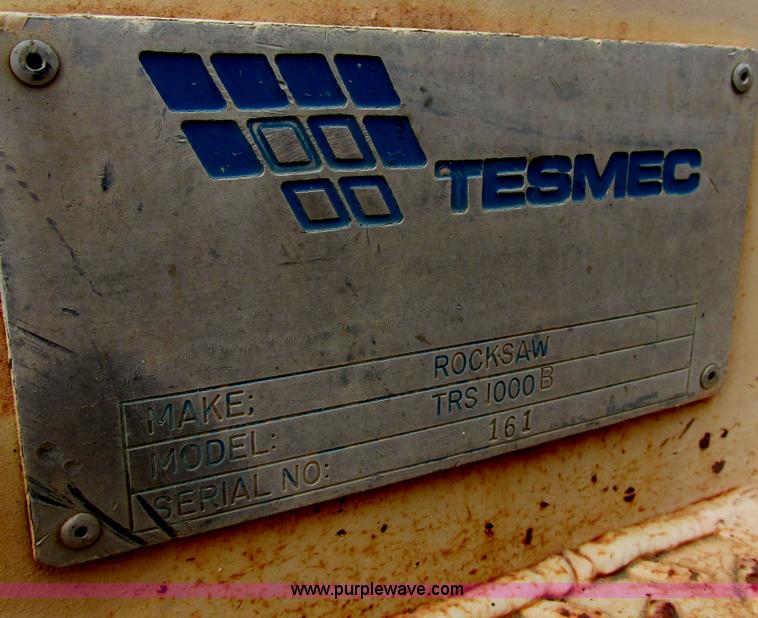 TESMEC
MAKE: ROCKSAW
MODEL: TRS 1000 B
SERIAL NO: 161
www.purplewave.com